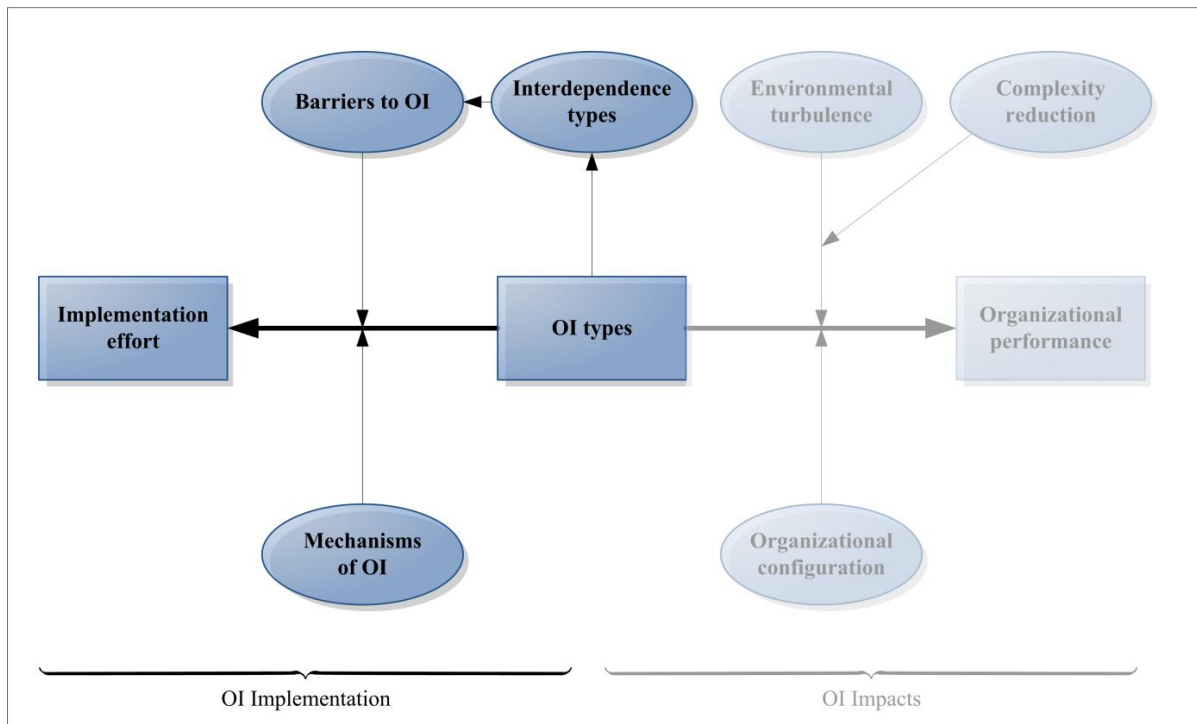 Barriers to OI
Interdependence
types
Environmental
turbulence
Complexity
reduction
Implementation
effort
OI types
Organizational
performance
Mechanisms
of OI
Organizational
configuration
OI Implementation
OI Impacts